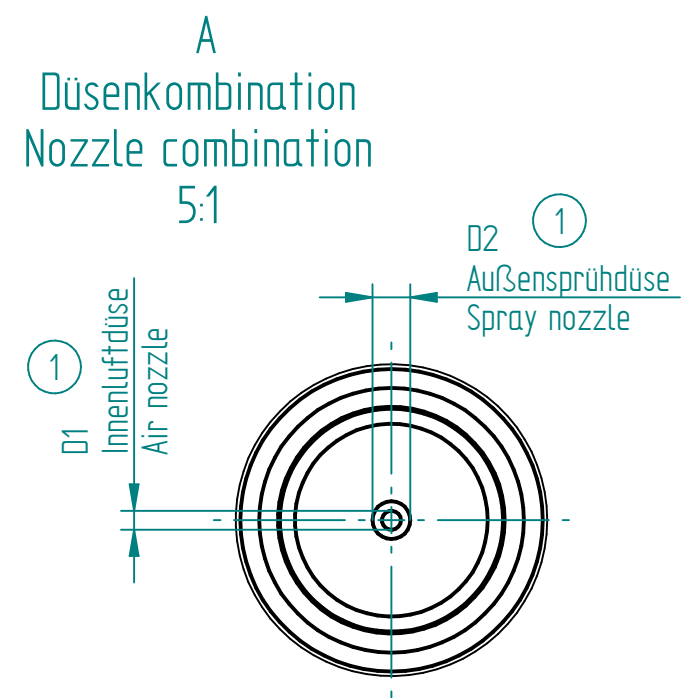 A
Düsenkombination
Nozzle combination
5:1
D2
1
Außensprühdüse
Spray nozzle
1
D1
Innenluftdüse
Air nozzle